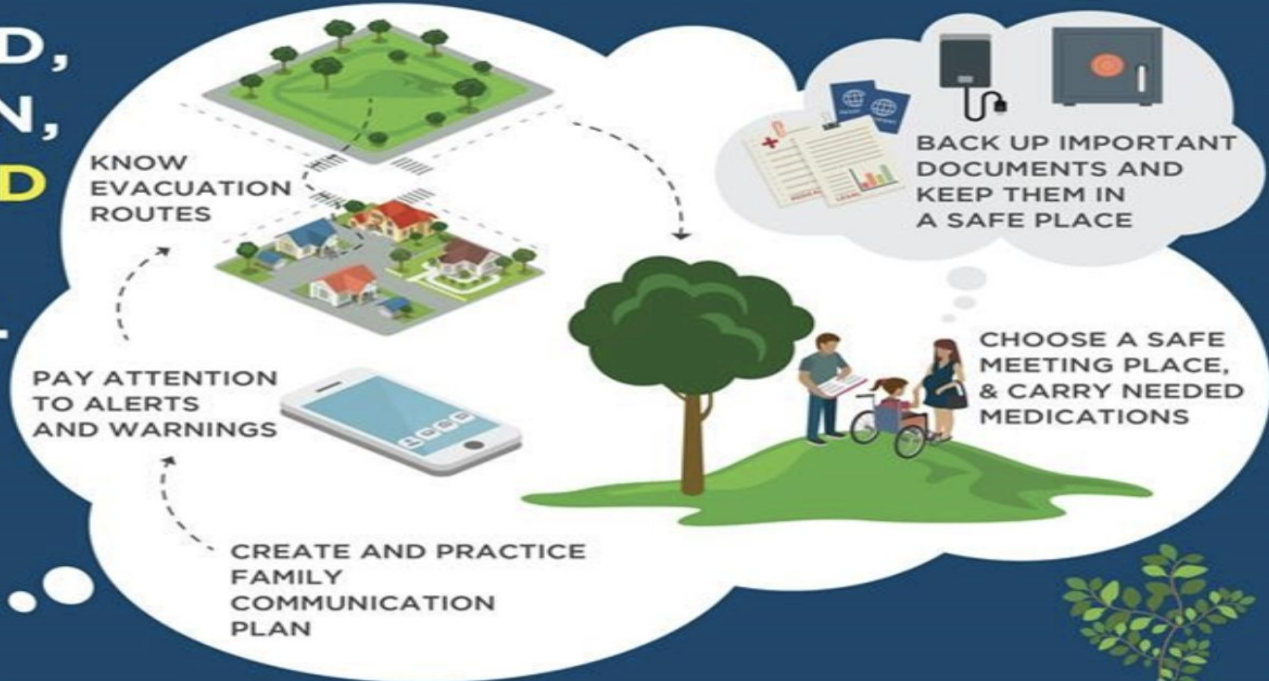 D,
N,
D
KNOW
EVACUATION
ROUTES
PAY ATTENTION
TO ALERTS
AND WARNINGS
CREATE AND PRACTICE
FAMILY
COMMUNICATION
PLAN
BACK UP IMPORTANT
DOCUMENTS AND
KEEP THEM IN
A SAFE PLACE
LEGAL
CHOOSE A SAFE
MEETING PLACE,
& CARRY NEEDED
MEDICATIONS